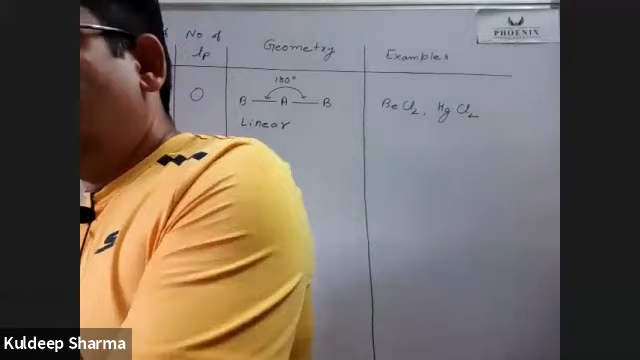 PHOENIX
No. of
lp
Geometry
Examples
180°
0
B — A — B
BeCl2, HgCl2
Linear
S
Kuldeep Sharma